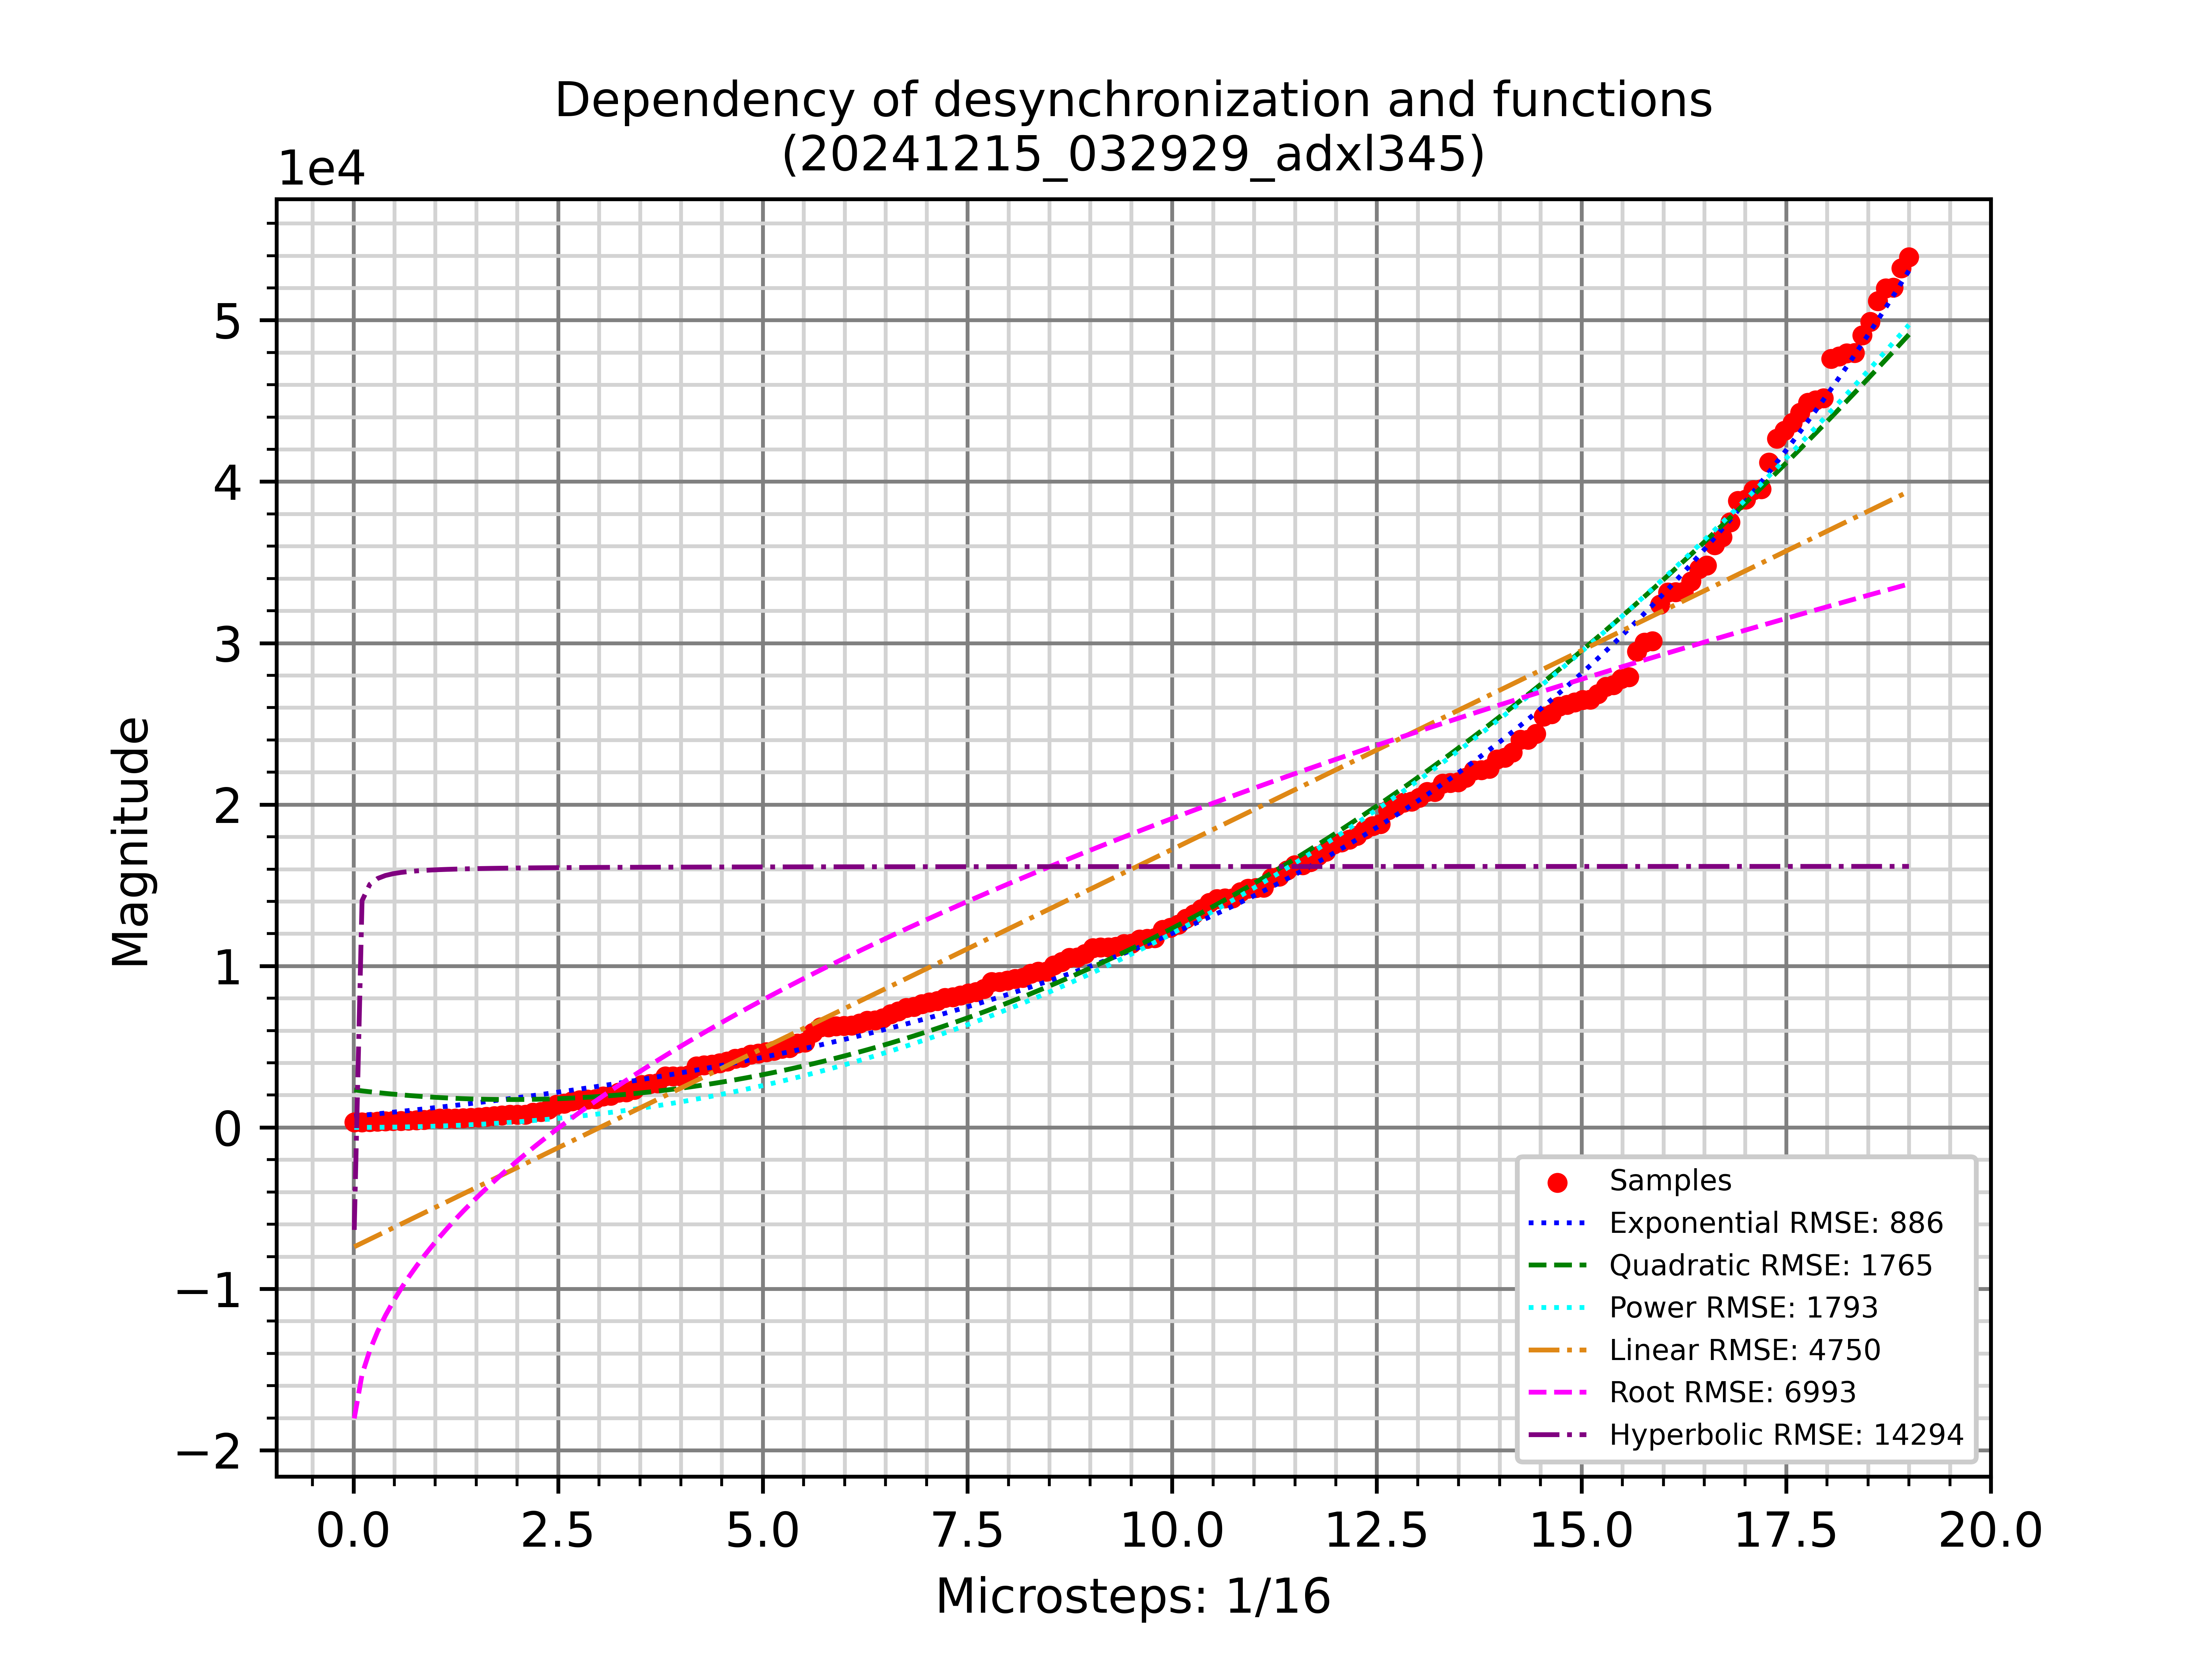 Dependency of desynchronization and functions
(20241215_032929_adxl345)
1e4
5
4
3
2
1
0
−1
−2
Magnitude
Samples
Exponential RMSE: 886
Quadratic RMSE: 1765
Power RMSE: 1793
Linear RMSE: 4750
Root RMSE: 6993
Hyperbolic RMSE: 14294
0.0 2.5 5.0 7.5 10.0 12.5 15.0 17.5 20.0
Microsteps: 1/16